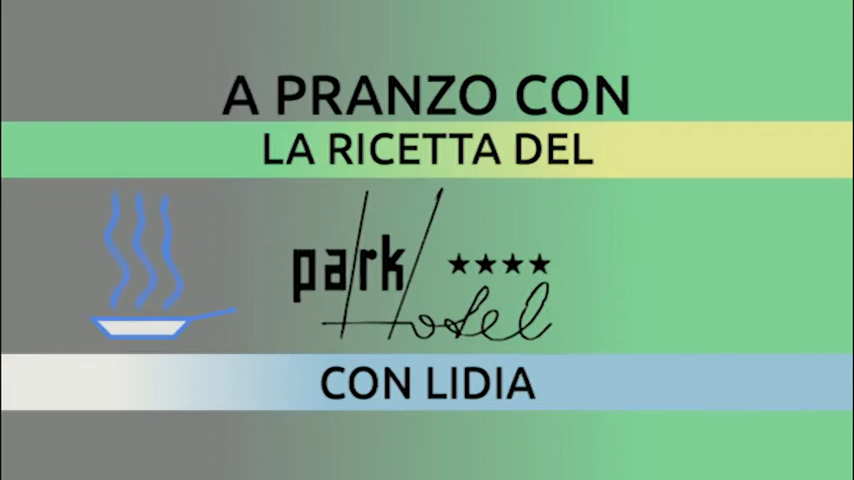 A PRANZO CON
LA RICETTA DEL
park ★★★★
Hotel
CON LIDIA